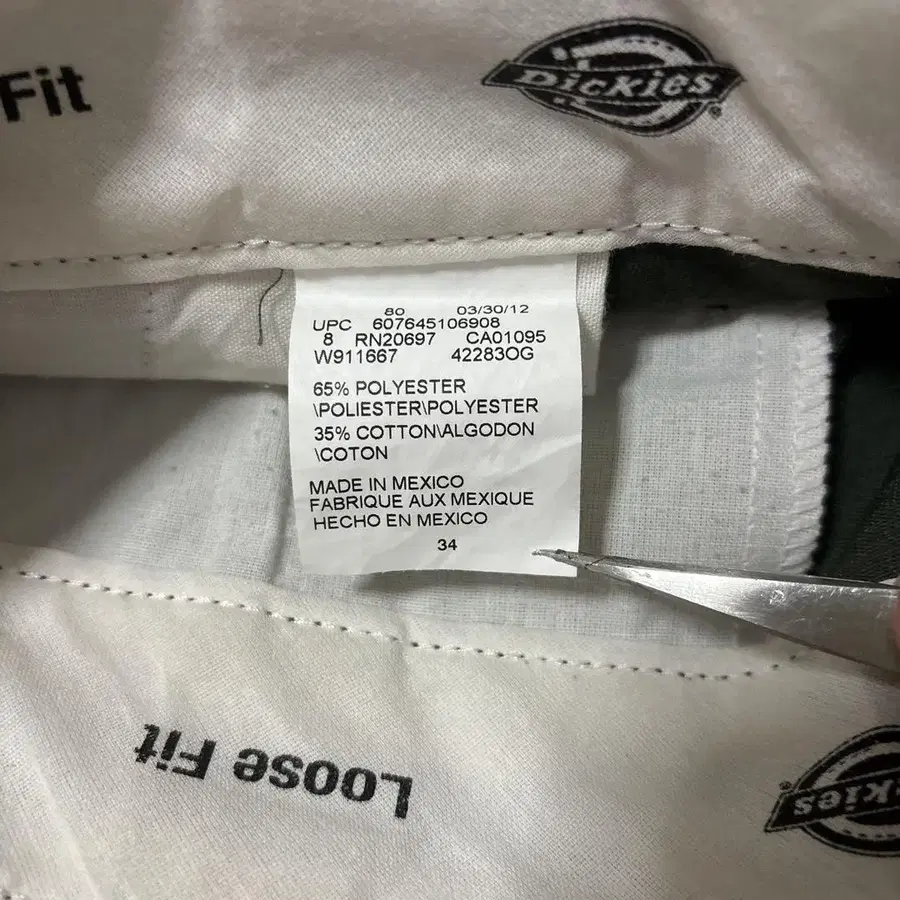 Fit
Dickies®
80 03/30/12
UPC 607645106908
8 RN20697 CA01095
W911667 42283OG
65% POLYESTER
\POLIESTER\POLYESTER
35% COTTON\ALGODON
\COTON
MADE IN MEXICO
FABRIQUE AUX MEXIQUE
HECHO EN MEXICO
34
Loose Fit
ckies®